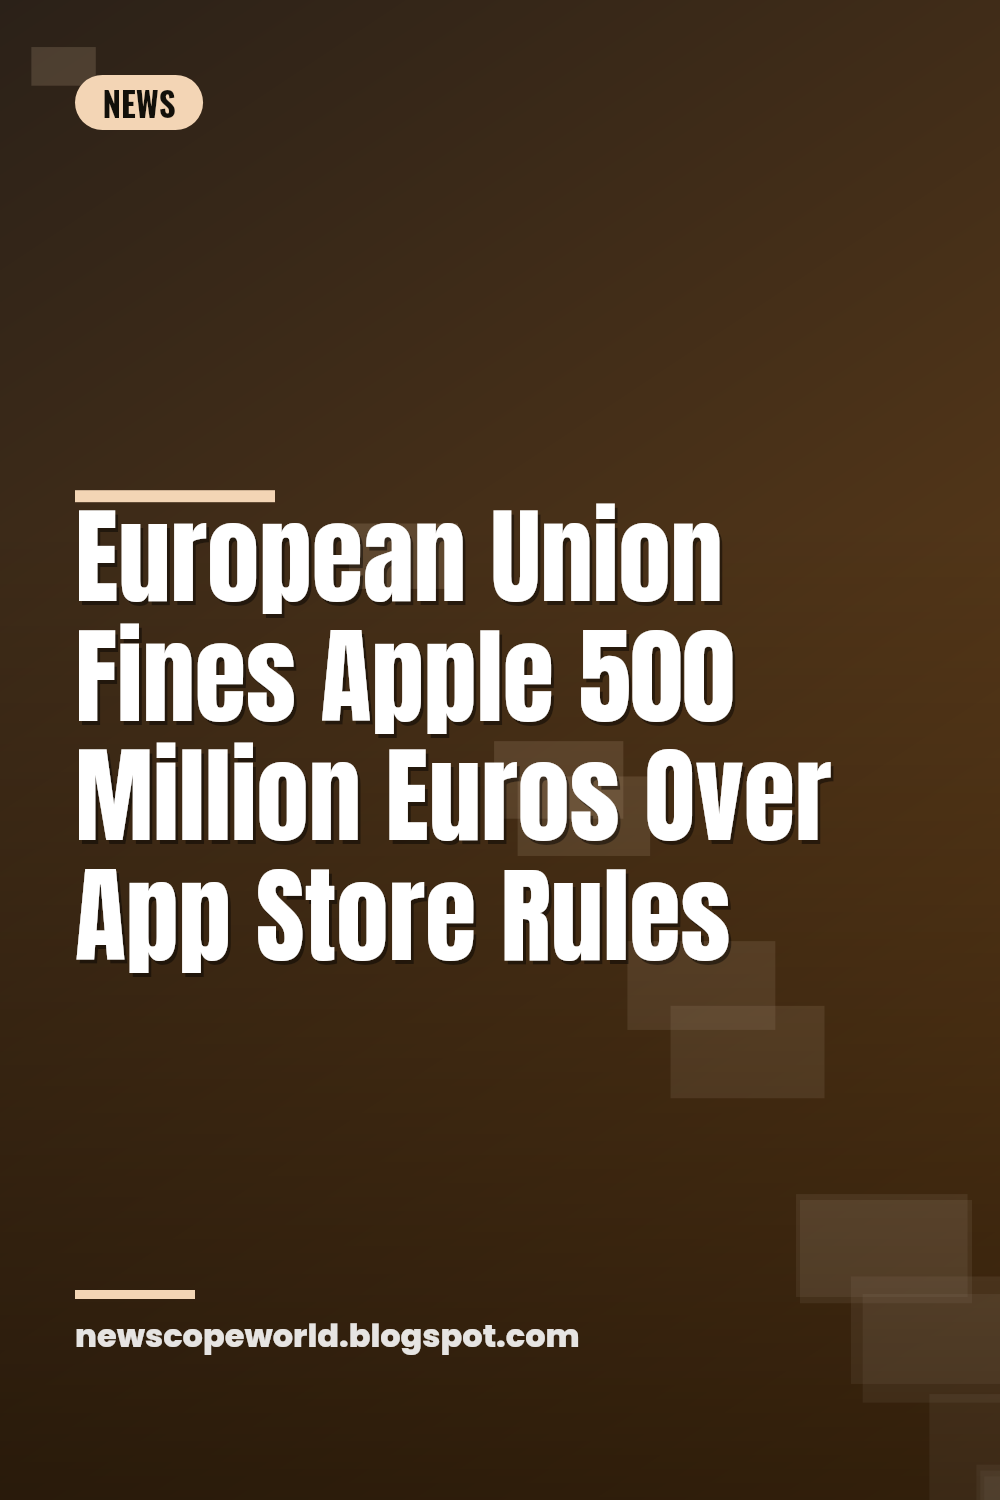 NEWS
European Union
Fines Apple 500
Million Euros Over
App Store Rules
newscopeworld.blogspot.com